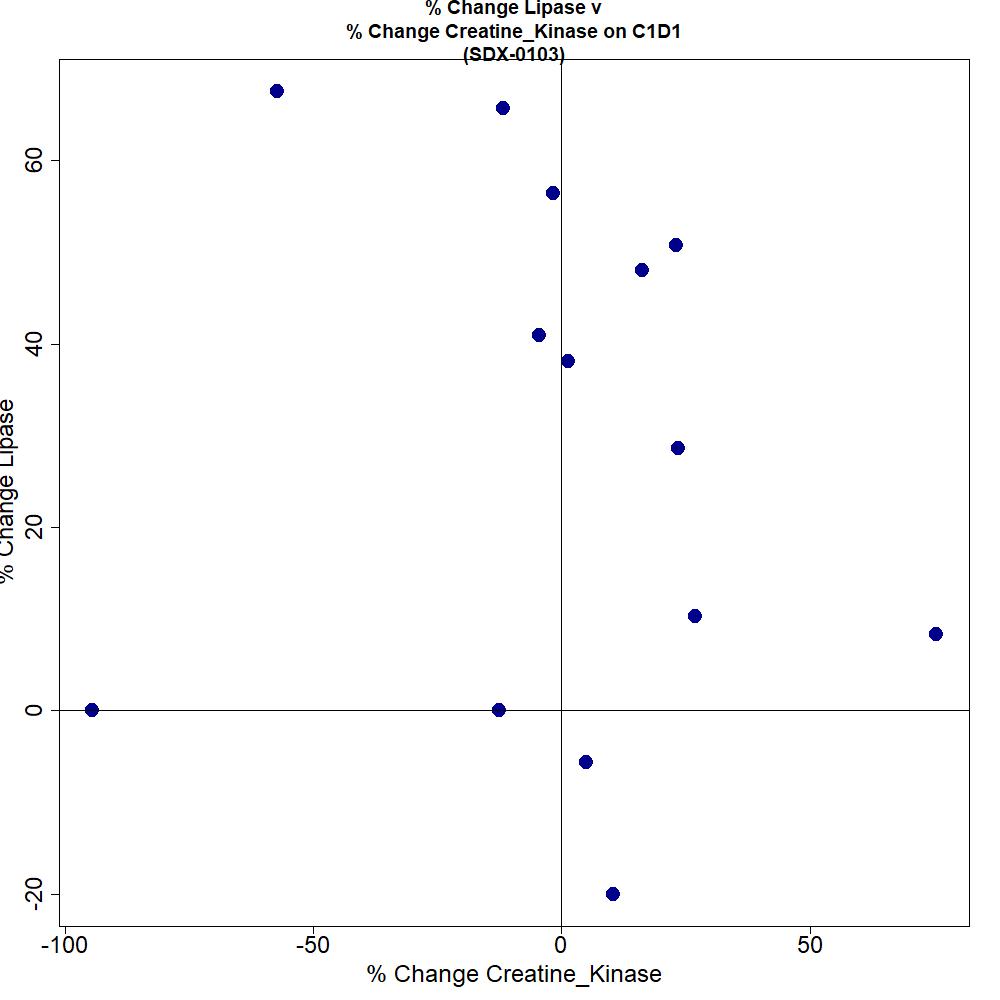 % Change Lipase v
% Change Creatine_Kinase on C1D1
(SDX-0103)
% Change Lipase
60
40
20
0
-20
-100
-50
0
50
% Change Creatine_Kinase